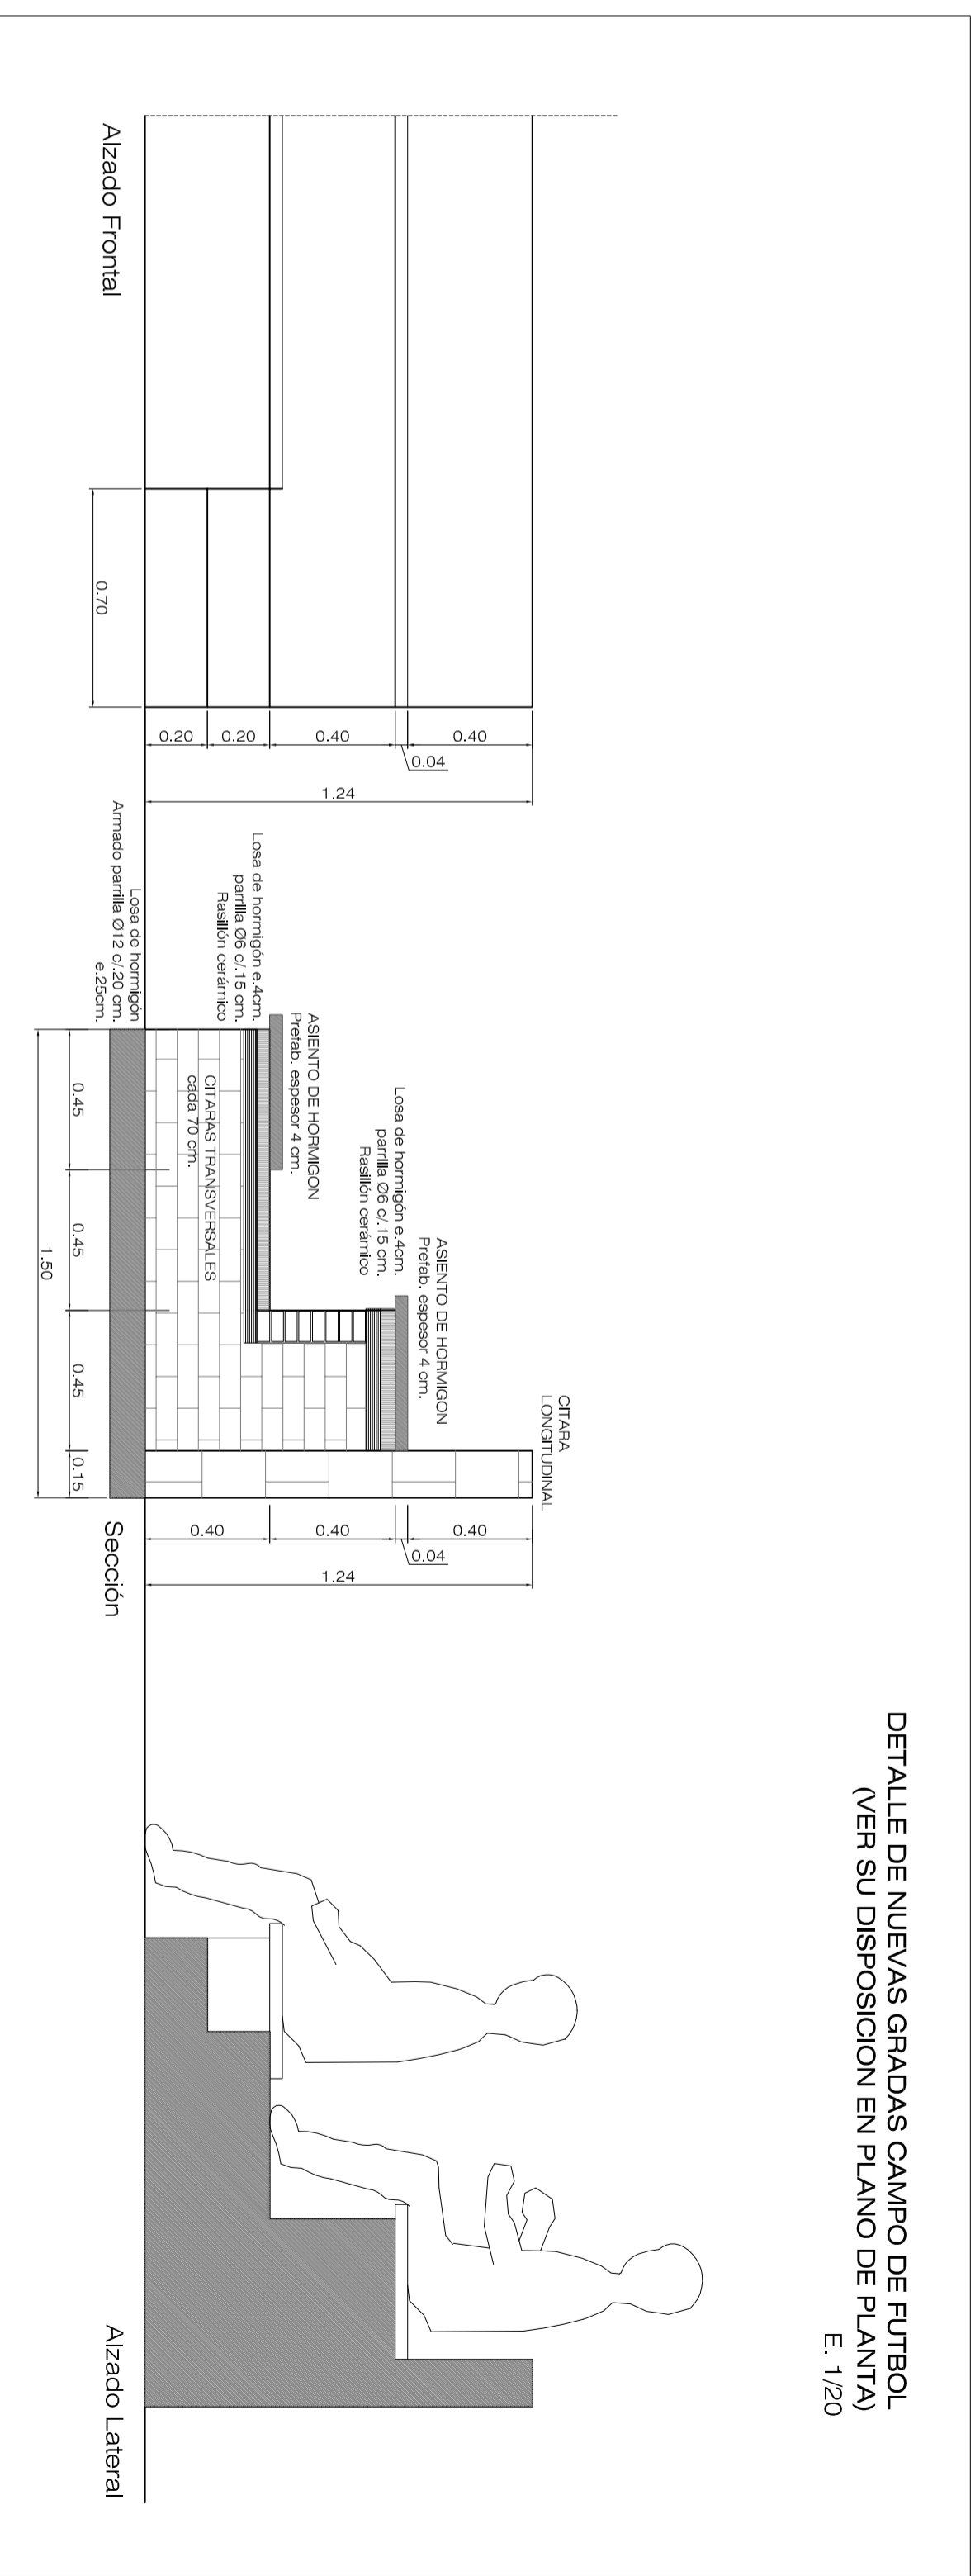 DETALLE DE NUEVAS GRADAS CAMPO DE FUTBOL
(VER SU DISPOSICION EN PLANO DE PLANTA)
E. 1/20
0.20
0.20
0.40
0.04
0.40
1.24
0.70
Alzado Frontal
CITARA
LONGITUDINAL
ASIENTO DE HORMIGON
Prefab. espesor 4 cm.
Losa de hormigón e.4cm.
parrilla Ø6 c/.15 cm.
Rasillón cerámico
ASIENTO DE HORMIGON
Prefab. espesor 4 cm.
Losa de hormigón e.4cm.
parrilla Ø6 c/.15 cm.
Rasillón cerámico
CITARAS TRANSVERSALES
cada 70 cm.
Losa de hormigón
Armado parrilla Ø12 c/.20 cm.
e.25cm.
0.45
0.45
0.45
0.15
1.50
0.40
0.40
0.04
0.40
1.24
Sección
Alzado Lateral